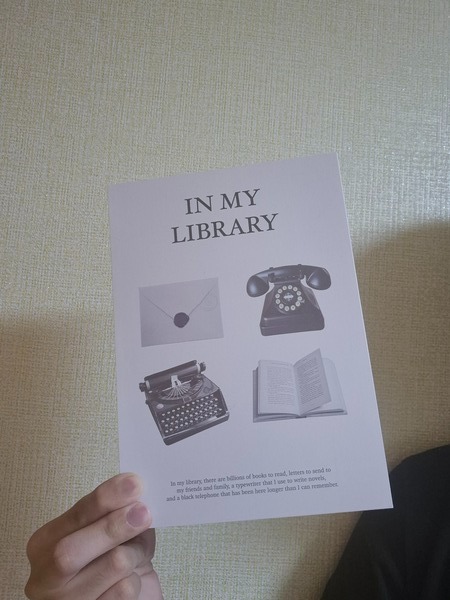 IN MY
LIBRARY
In my library, there are billions of books to read, letters to send to
my friends and family, a typewriter that I use to write novels,
and a black telephone that has been here longer than I can remember.